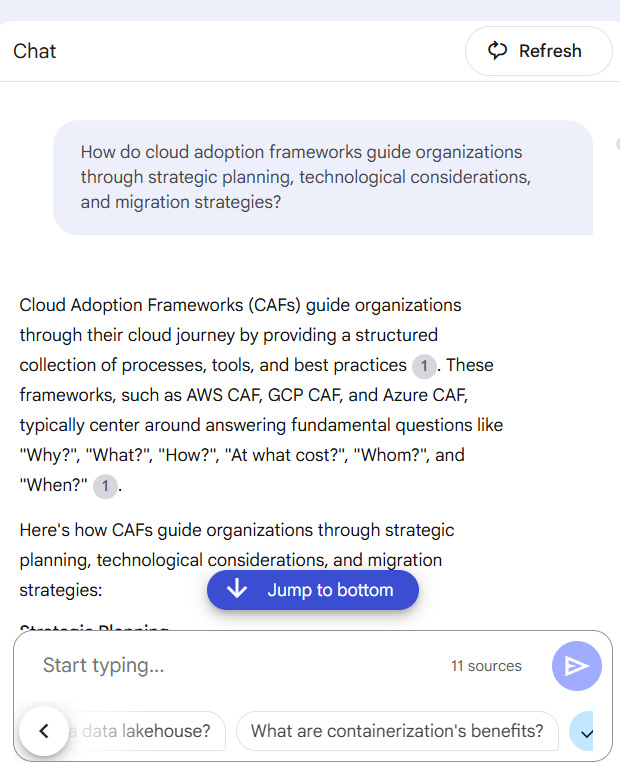 Chat
Refresh
How do cloud adoption frameworks guide organizations
through strategic planning, technological considerations,
and migration strategies?
Cloud Adoption Frameworks (CAFs) guide organizations
through their cloud journey by providing a structured
collection of processes, tools, and best practices 1. These
frameworks, such as AWS CAF, GCP CAF, and Azure CAF,
typically center around answering fundamental questions like
"Why?", "What?", "How?", "At what cost?", "Whom?", and
"When?" 1.
Here's how CAFs guide organizations through strategic
planning, technological considerations, and migration
strategies:
Jump to bottom
Strategic Planning
Start typing...
11 sources
a data lakehouse?
What are containerization's benefits?